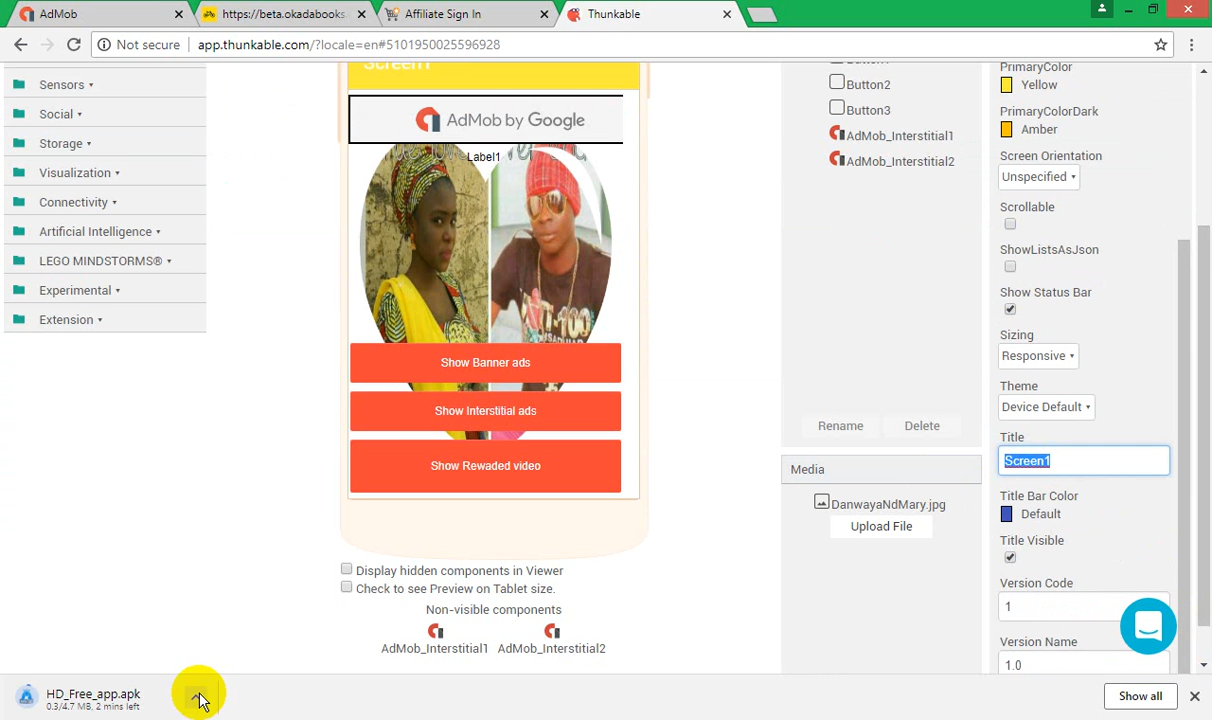 AdMob
https://beta.okadabooks.
Affiliate Sign In
Thunkable
Not secure
app.thunkable.com/?locale=en#5101950025596928
Sensors
Social
Storage
Visualization
Connectivity
Artificial Intelligence
LEGO MINDSTORMS®
Experimental
Extension
Screen1
AdMob by Google
Label1
Show Banner ads
Show Interstitial ads
Show Rewaded video
Display hidden components in Viewer
Check to see Preview on Tablet size.
Non-visible components
AdMob_Interstitial1
AdMob_Interstitial2
Button1
Button2
Button3
AdMob_Interstitial1
AdMob_Interstitial2
Rename
Delete
Media
DanwayaNdMary.jpg
Upload File
PrimaryColor
Yellow
PrimaryColorDark
Amber
Screen Orientation
Unspecified
Scrollable
ShowListsAsJson
Show Status Bar
Sizing
Responsive
Theme
Device Default
Title
Screen1
Title Bar Color
Default
Title Visible
Version Code
1
Version Name
1.0
HD_Free_app.apk
0.3/4.7 MB, 2 mins left
Show all